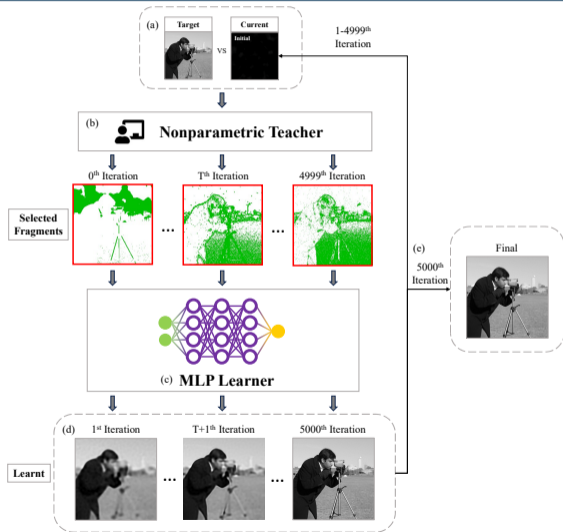 (a)
Target
Current
vs
Initial
1-4999th
Iteration
(b)
Nonparametric Teacher
0th Iteration
Tth Iteration
4999th Iteration
Selected
Fragments
...
...
(e)
5000th
Iteration
Final
(c) MLP Learner
(d)
1st Iteration
T+1th Iteration
5000th Iteration
Learnt
...
...